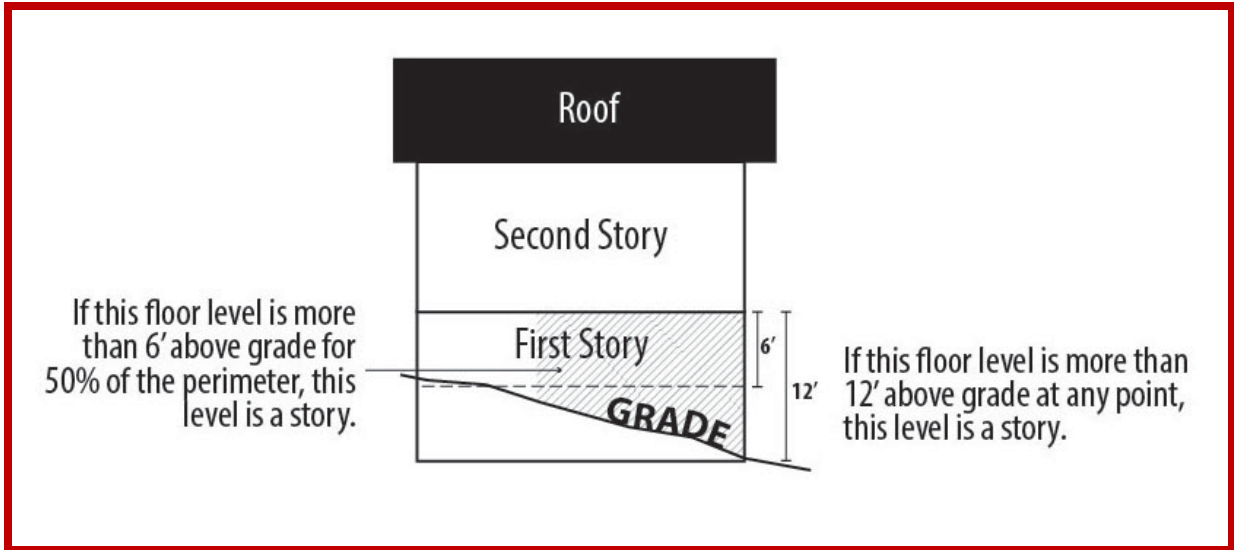 Roof
Second Story
If this floor level is more
than 6' above grade for
50% of the perimeter, this
level is a story.
First Story
6'
12'
GRADE
If this floor level is more than
12' above grade at any point,
this level is a story.